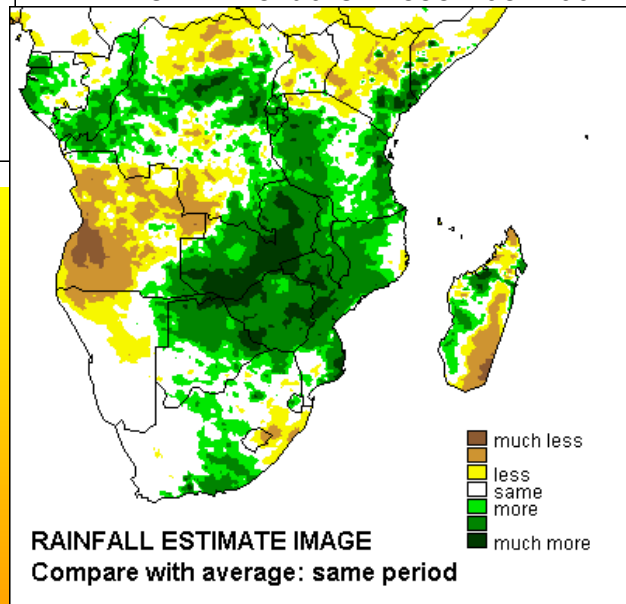 much less
less
same
more
much more
RAINFALL ESTIMATE IMAGE
Compare with average: same period